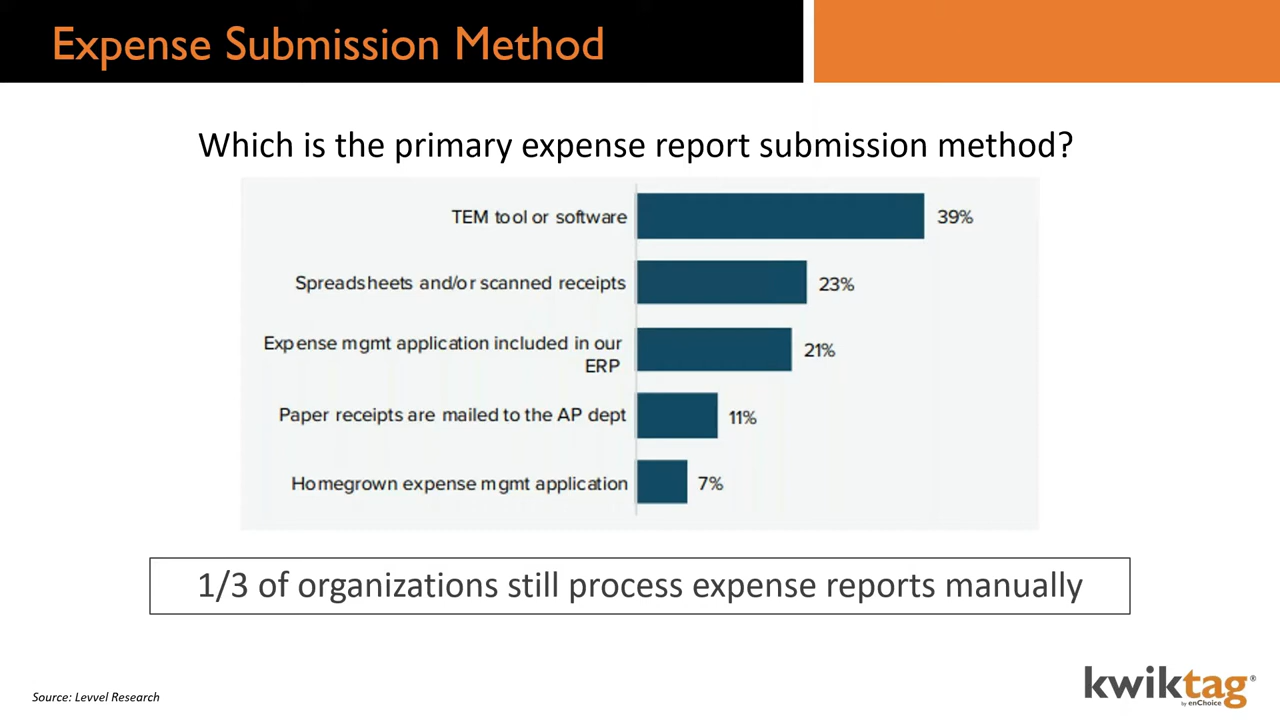 Expense Submission Method
Which is the primary expense report submission method?
TEM tool or software
39%
Spreadsheets and/or scanned receipts
23%
Expense mgmt application included in our
ERP
21%
Paper receipts are mailed to the AP dept
11%
Homegrown expense mgmt application
7%
1/3 of organizations still process expense reports manually
Source: Levvel Research
kwiktag®
by enChoice